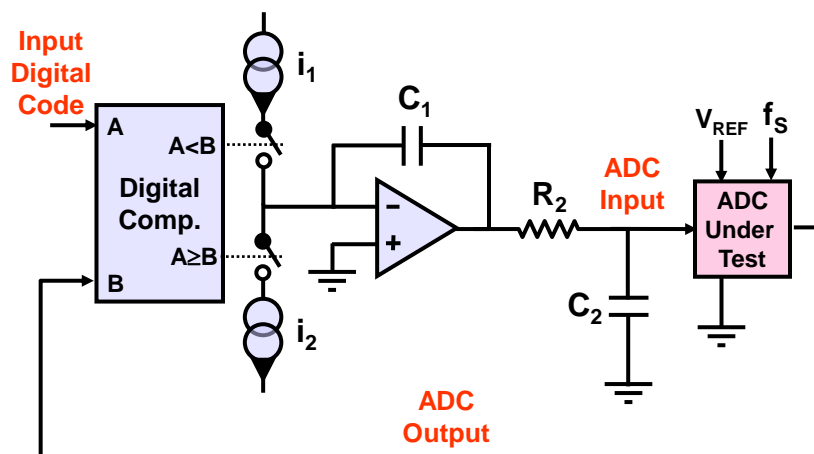 Input
Digital
Code
i1
C1
A
A<B
Digital
Comp.
A≥B
B
i2
−
+
R2
ADC
Input
C2
VREF
fS
ADC
Under
Test
ADC
Output